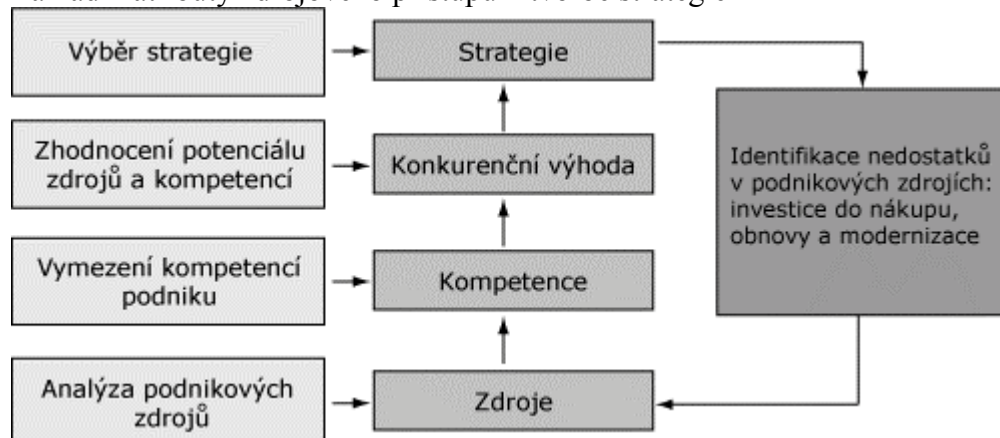 Výběr strategie
Strategie
Zhodnocení potenciálu
zdrojů a kompetencí
Konkurenční výhoda
Identifikace nedostatků
v podnikových zdrojích:
investice do nákupu,
obnovy a modernizace
Vymezení kompetencí
podniku
Kompetence
Analýza podnikových
zdrojů
Zdroje